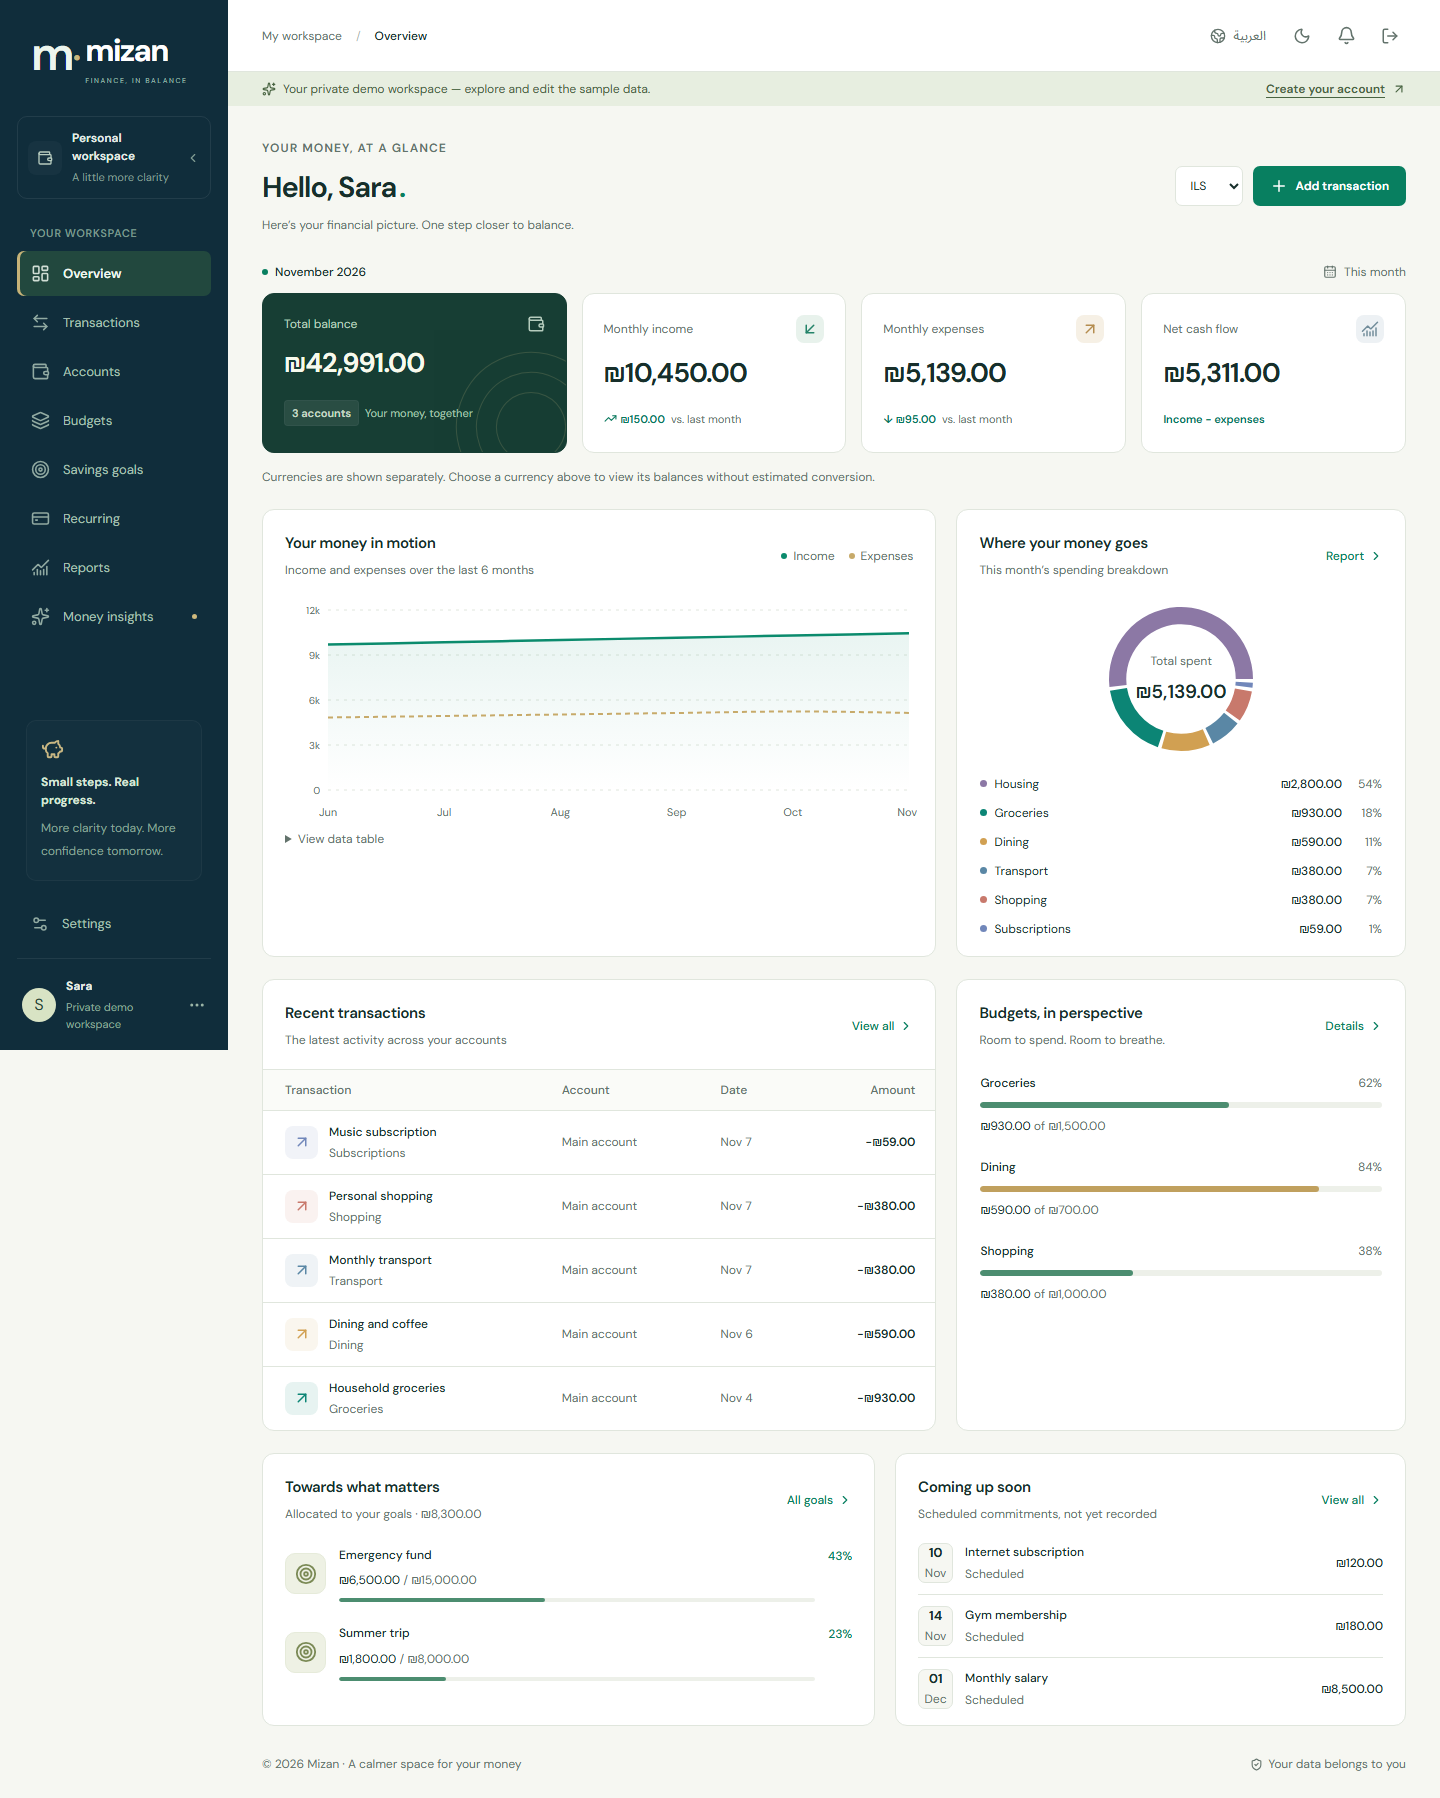 m. mizan
FINANCE, IN BALANCE
Personal workspace
A little more clarity
YOUR WORKSPACE
Overview
Transactions
Accounts
Budgets
Savings goals
Recurring
Reports
Money insights
Small steps. Real progress.
More clarity today. More confidence tomorrow.
Settings
S
Sara
Private demo workspace
My workspace / Overview
العربية
Your private demo workspace — explore and edit the sample data.
Create your account
YOUR MONEY, AT A GLANCE
Hello, Sara.
Here's your financial picture. One step closer to balance.
ILS
Add transaction
November 2026
This month
Total balance
₪42,991.00
3 accounts Your money, together
Monthly income
₪10,450.00
₪150.00 vs. last month
Monthly expenses
₪5,139.00
₪95.00 vs. last month
Net cash flow
₪5,311.00
Income − expenses
Currencies are shown separately. Choose a currency above to view its balances without estimated conversion.
Your money in motion
Income and expenses over the last 6 months
Income Expenses
12k
9k
6k
3k
0
Jun Jul Aug Sep Oct Nov
View data table
Where your money goes
This month's spending breakdown
Report
Total spent
₪5,139.00
Housing ₪2,800.00 54%
Groceries ₪930.00 18%
Dining ₪590.00 11%
Transport ₪380.00 7%
Shopping ₪380.00 7%
Subscriptions ₪59.00 1%
Recent transactions
The latest activity across your accounts
View all
Transaction Account Date Amount
Music subscription
Subscriptions
Main account Nov 7 −₪59.00
Personal shopping
Shopping
Main account Nov 7 −₪380.00
Monthly transport
Transport
Main account Nov 7 −₪380.00
Dining and coffee
Dining
Main account Nov 6 −₪590.00
Household groceries
Groceries
Main account Nov 4 −₪930.00
Budgets, in perspective
Room to spend. Room to breathe.
Details
Groceries 62%
₪930.00 of ₪1,500.00
Dining 84%
₪590.00 of ₪700.00
Shopping 38%
₪380.00 of ₪1,000.00
Towards what matters
Allocated to your goals · ₪8,300.00
All goals
Emergency fund 43%
₪6,500.00 / ₪15,000.00
Summer trip 23%
₪1,800.00 / ₪8,000.00
Coming up soon
Scheduled commitments, not yet recorded
View all
10 Nov
Internet subscription
Scheduled
₪120.00
14 Nov
Gym membership
Scheduled
₪180.00
01 Dec
Monthly salary
Scheduled
₪8,500.00
© 2026 Mizan · A calmer space for your money
Your data belongs to you